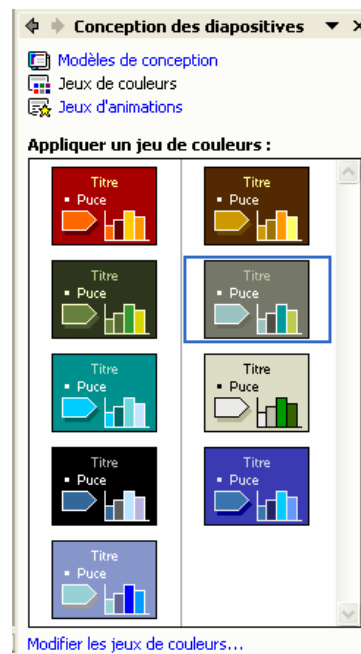 Conception des diapositives
Modèles de conception
Jeux de couleurs
Jeux d'animations
Appliquer un jeu de couleurs :
Titre
Puce
Titre
Puce
Titre
Puce
Titre
Puce
Titre
Puce
Titre
Puce
Titre
Puce
Titre
Puce
Titre
Puce
Modifier les jeux de couleurs...